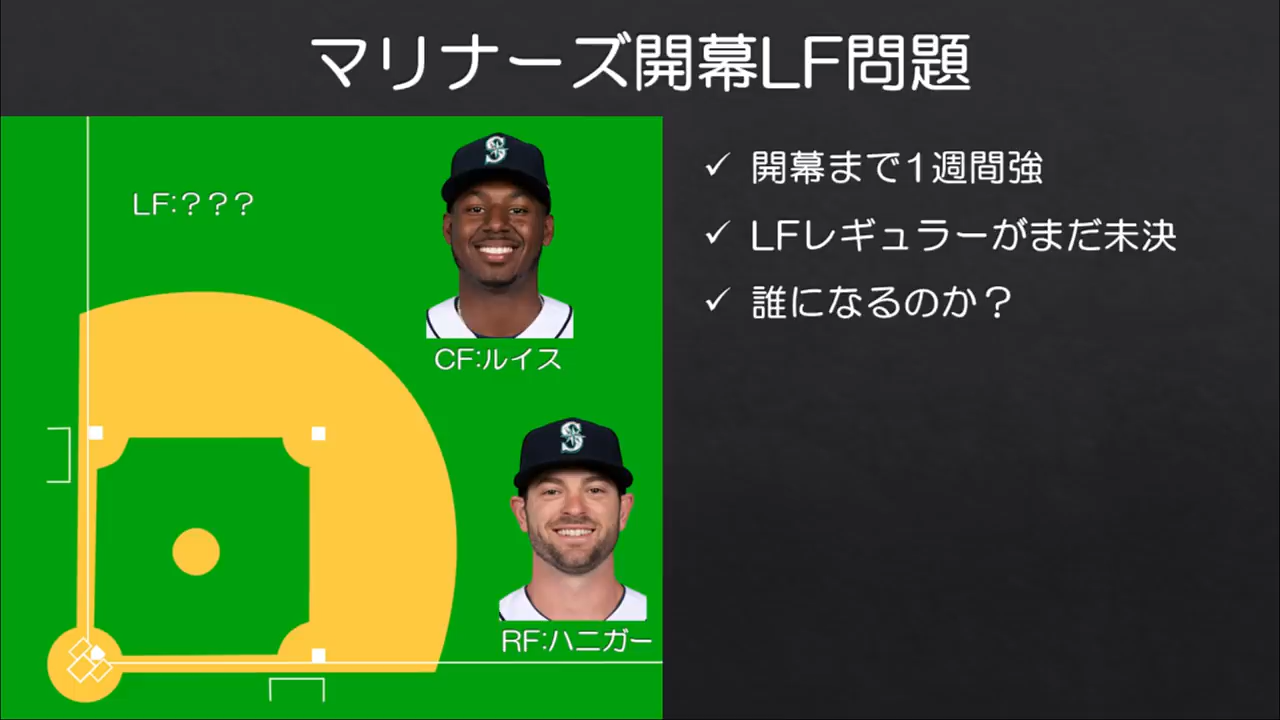 マリナーズ開幕LF問題
LF:？？？
CF:ルイス
RF:ハニガー
開幕まで1週間強
LFレギュラーがまだ未決
誰になるのか？
S
S